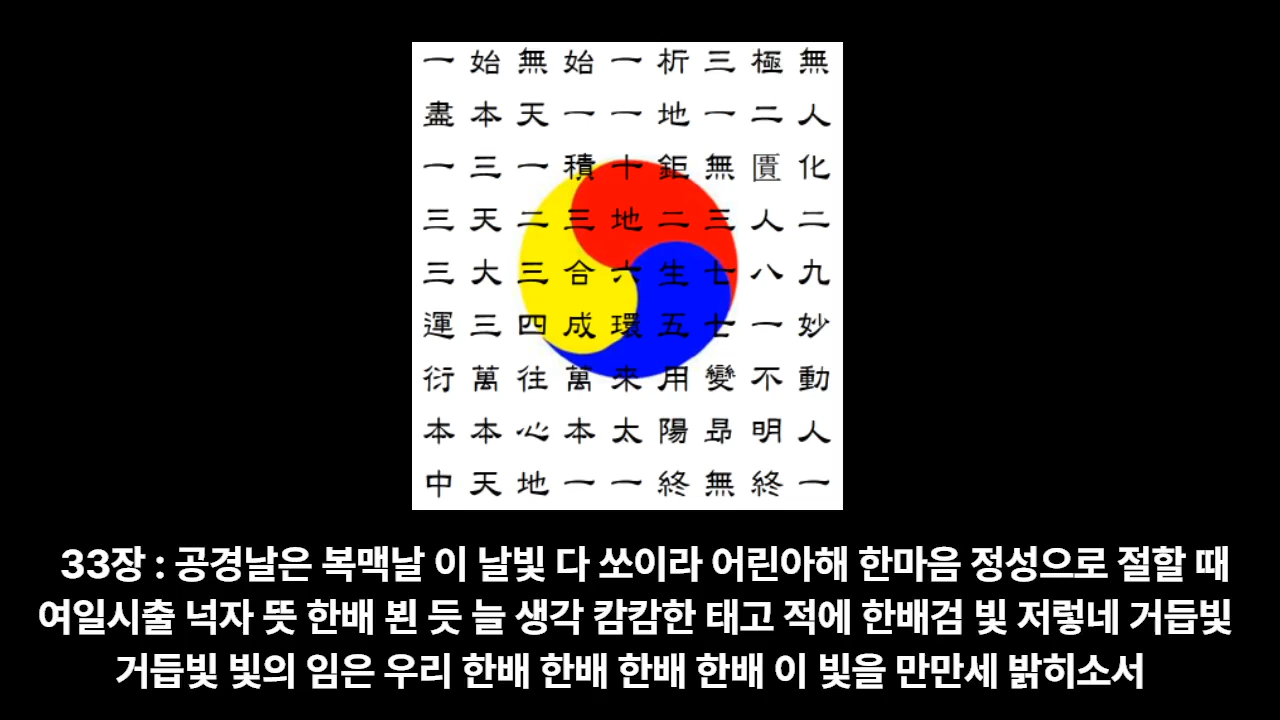 一始無始一析三極無
盡本天一一地一二人
一三一積十鉅無匱化
三天二三地二三人二
三大三合六生七八九
運三四成環五七一妙
衍萬往萬來用變不動
本本心本太陽昻明人
中天地一一終無終一
33장 : 공경날은 복맥날 이 날빛 다 쏘이라 어린아해 한마음 정성으로 절할 때
여일시출 넉자 뜻 한배 뵌 듯 늘 생각 캄캄한 태고 적에 한배검 빛 저렇네 거듭빛
거듭빛 빛의 임은 우리 한배 한배 한배 한배 이 빛을 만만세 밝히소서